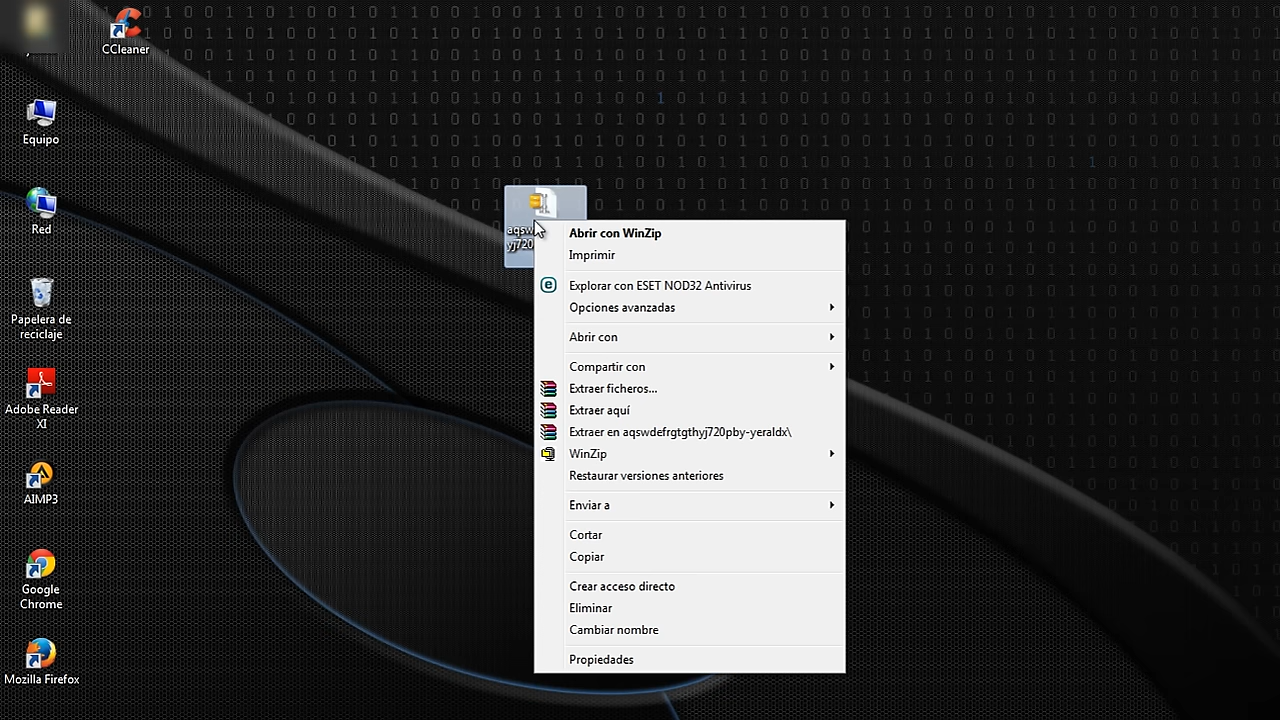 CCleaner
Equipo
Red
Papelera de
reciclaje
Adobe Reader
XI
AIMP3
Google
Chrome
Mozilla Firefox
Abrir con WinZip
Imprimir
Explorar con ESET NOD32 Antivirus
Opciones avanzadas
Abrir con
Compartir con
Extraer ficheros...
Extraer aquí
Extraer en aqswdefrgtgthyj720pby-yeraldx\
WinZip
Restaurar versiones anteriores
Enviar a
Cortar
Copiar
Crear acceso directo
Eliminar
Cambiar nombre
Propiedades